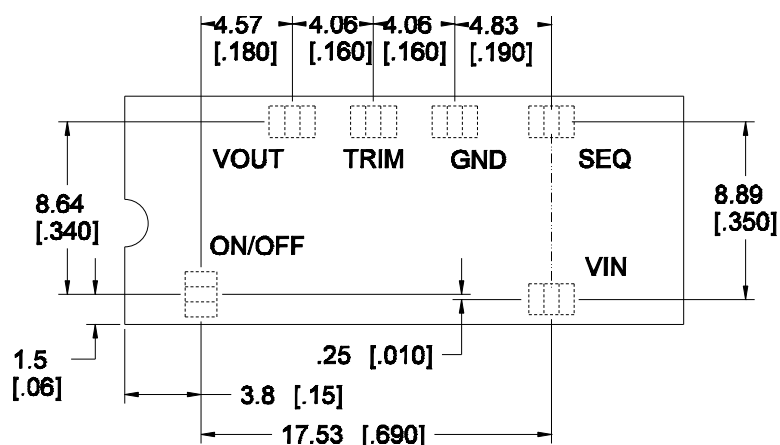 4.57 4.06 4.06 4.83
[.180] [.160] [.160] [.190]
VOUT TRIM GND SEQ
8.64
[.340]
8.89
[.350]
ON/OFF
VIN
1.5
[.06]
.25 [.010]
3.8 [.15]
17.53 [.690]